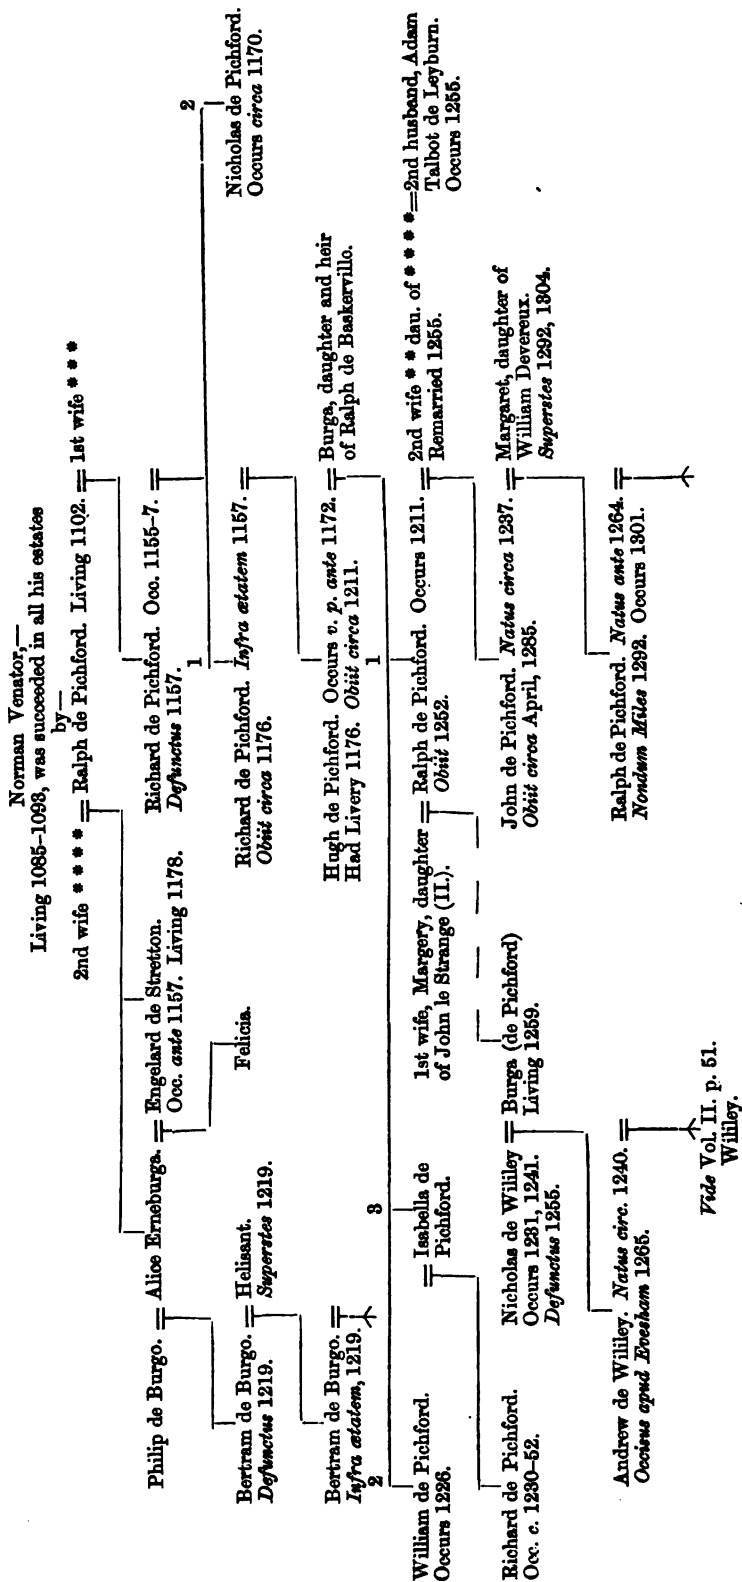 Norman Venator,—
Living 1085–1093, was succeeded in all his estates
by—
2nd wife * * * * = Ralph de Pichford. Living 1102. = 1st wife * * *
Philip de Burgo. = Alice Erneburga. = Engelard de Stretton.
Occ. ante 1157. Living 1178.
Richard de Pichford. Occ. 1155-7.
Defunctus 1157.
1
2
Bertram de Burgo. = Helisant.
Defunctus 1219.
Superstes 1219.
Felicia.
Richard de Pichford. Infra ætatem 1157.
Obiit circa 1176.
Nicholas de Pichford.
Occurs circa 1170.
Bertram de Burgo.
Infra ætatem, 1219.
Hugh de Pichford. Occurs v. p. ante 1172. = Burga, daughter and heir
Had Livery 1176. Obiit circa 1211.
of Ralph de Baskerville.
2
3
1
William de Pichford.
Occurs 1226.
= Isabella de
Pichford.
1st wife, Margery, daughter = Ralph de Pichford. Occurs 1211. = 2nd wife * * dau. of * * * * = 2nd husband, Adam
of John le Strange (II.).
Obiit 1252.
Remarried 1255.
Talbot de Leyburn.
Occurs 1255.
Richard de Pichford.
Occ. c. 1230–52.
Nicholas de Wililey = Burga (de Pichford)
Occurs 1231, 1241.
Living 1259.
Defunctus 1255.
John de Pichford. Natus circa 1237. = Margaret, daughter of
Obiit circa April, 1285.
William Devereux.
Superstes 1292, 1304.
Andrew de Wililey. Natus circ. 1240. =
Occisus apud Evesham 1265.
Ralph de Pichford. Natus ante 1264. =
Nondum Miles 1292. Occurs 1301.
Vide Vol. II. p. 51.
Wililey.